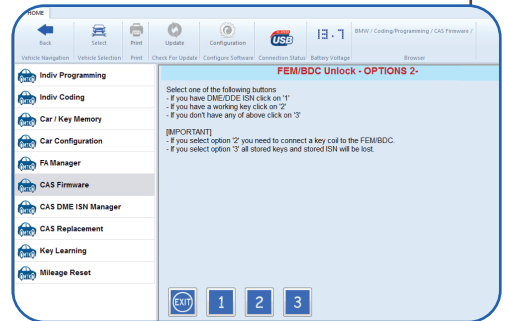 HOME
Back
Select
Print
Update
Configuration
USB
13.7
BMW / Coding/Programming / CAS Firmware /
Vehicle Navigation
Vehicle Selection
Print
Check For Update
Configure Software
Connection Status
Battery Voltage
Browser
Indiv Programming
Indiv Coding
Car / Key Memory
Car Configuration
FA Manager
CAS Firmware
CAS DME ISN Manager
CAS Replacement
Key Learning
Mileage Reset
FEM/BDC Unlock - OPTIONS 2-
Select one of the following buttons
- If you have DME/DDE ISN click on '1'
- If you have a working key click on '2'
- If you don't have any of above click on '3'
[IMPORTANT]
- If you select option '2' you need to connect a key coil to the FEM/BDC.
- If you select option '3' all stored keys and stored ISN will be lost.
EXIT
1
2
3